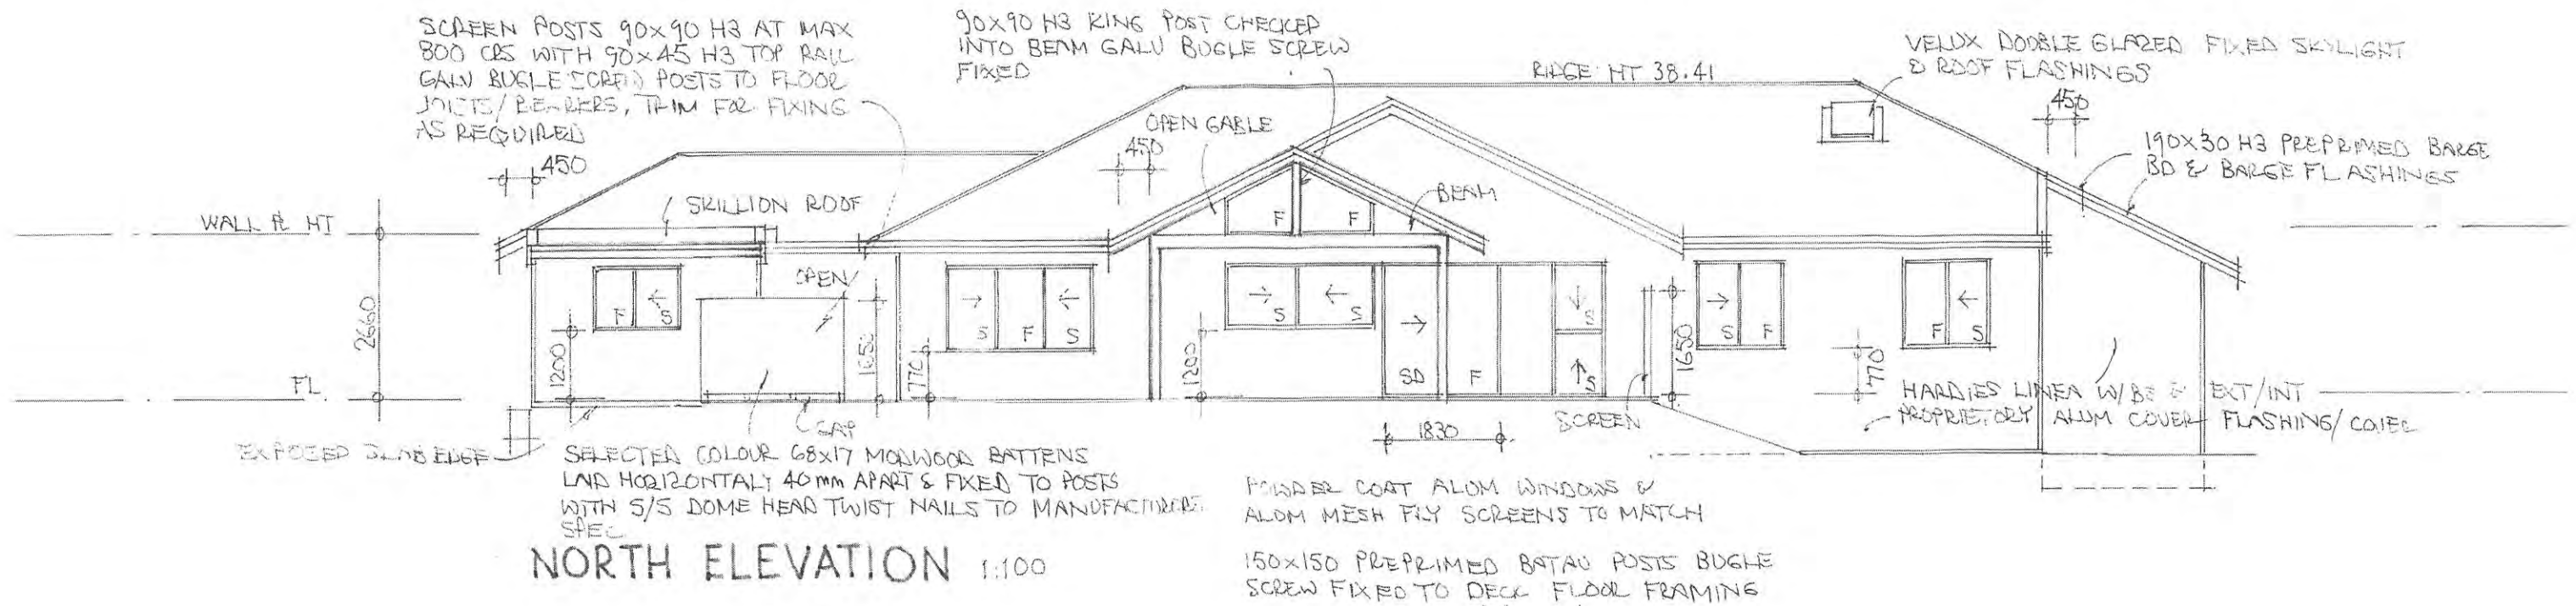 SCREEN POSTS 90x90 H3 AT MAX
800 CRS WITH 90x45 H3 TOP RAIL
GALV BUGLE SCREW POSTS TO FLOOR
JOISTS/BEARERS, TRIM FOR FIXING
AS REQUIRED
450
90x90 H3 KING POST CHECKED
INTO BEAM GALV BUGLE SCREW
FIXED
RIDGE HT 38.41
VELUX DOUBLE GLAZED FIXED SKYLIGHT
& ROOF FLASHINGS
450
190x30 H3 PREPRIMED BARGE
BD & BARGE FLASHINGS
OPEN GABLE
450
BEAM
SKILLION ROOF
WALL PL HT
F
F
2660
OPEN
F
S
S
F
S
S
S
SD
F
S
S
S
F
F
S
1200
1650
770
1200
1650
770
FL
GAP
SCREEN
1830
HARDIES LINEA W/BS & EXT/INT
PROPRIETORY ALUM COVER FLASHING/
EXPOSED SLAB EDGE
SELECTED COLOUR 68x17 MODWOOD BATTENS
LAID HORIZONTALY 40mm APART & FIXED TO POSTS
WITH S/S DOME HEAD TWIST NAILS TO MANUFACTURERS
SPEC
POWDER COAT ALUM WINDOWS &
ALUM MESH FLY SCREENS TO MATCH
NORTH ELEVATION 1:100
150x150 PREPRIMED BATAU POSTS BUGLE
SCREW FIXED TO DECK FLOOR FRAMING